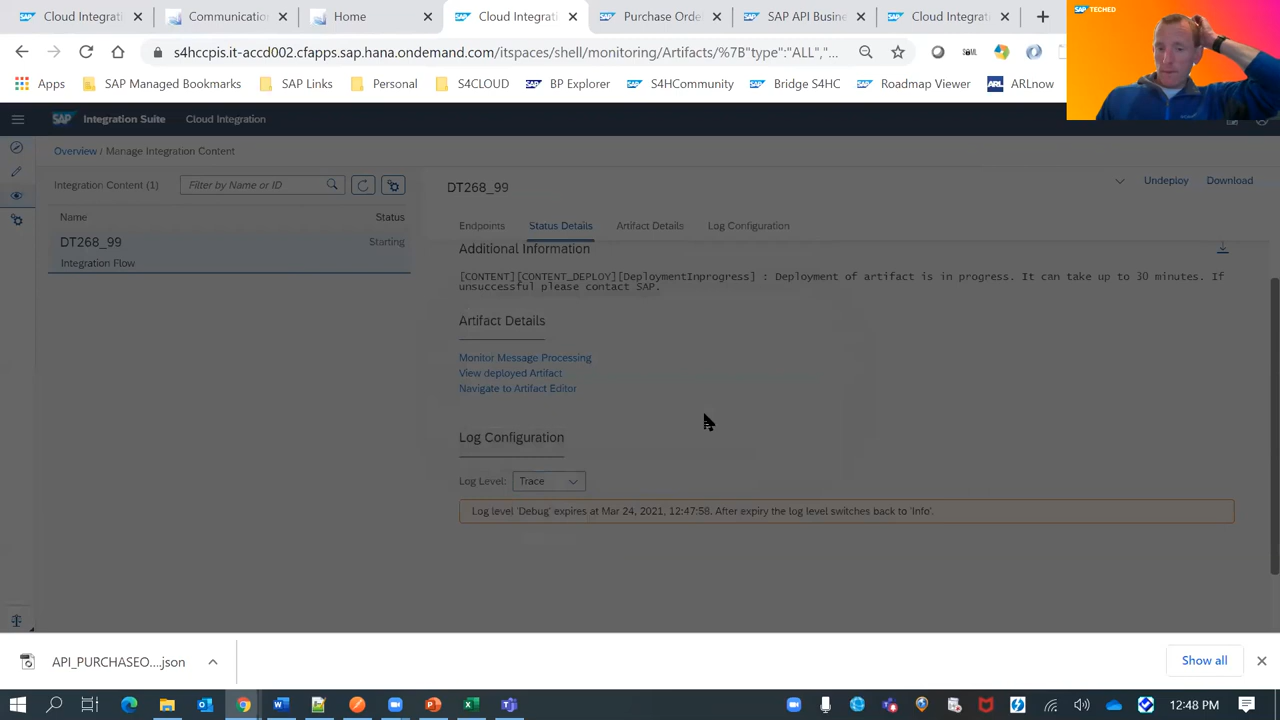 Cloud Integrati
Communication
Home
Cloud Integrati
Purchase Order
SAP API Busine
Cloud Integrati
SAP TECHED
s4hccpis.it-accd002.cfapps.sap.hana.ondemand.com/itspaces/shell/monitoring/Artifacts/%7B"type":"ALL","...
Apps
SAP Managed Bookmarks
SAP Links
Personal
S4CLOUD
BP Explorer
S4HCommunity
Bridge S4HC
Roadmap Viewer
ARL ARLnow
SAP Integration Suite Cloud Integration
Overview / Manage Integration Content
Integration Content (1)
Filter by Name or ID
Name Status
DT268_99 Starting
Integration Flow
DT268_99
Undeploy Download
Endpoints Status Details Artifact Details Log Configuration
Additional Information
[CONTENT][CONTENT_DEPLOY][DeploymentInprogress] : Deployment of artifact is in progress. It can take up to 30 minutes. If
unsuccessful please contact SAP.
Artifact Details
Monitor Message Processing
View deployed Artifact
Navigate to Artifact Editor
Log Configuration
Log Level: Trace
Log level 'Debug' expires at Mar 24, 2021, 12:47:58. After expiry the log level switches back to 'Info'.
API_PURCHASEO....json
Show all
12:48 PM